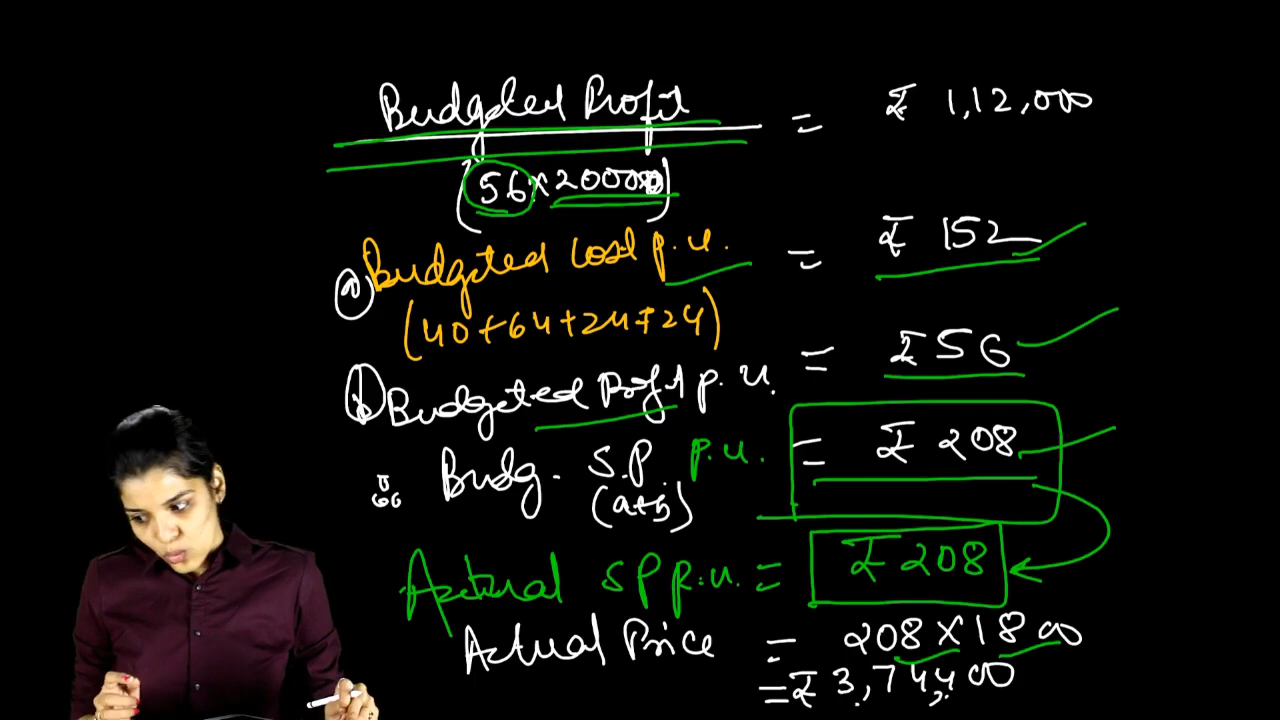 Budgeted Profit = ₹ 1,12,000
(56 × 2000)
(a) Budgeted Cost p.u. = ₹ 152
(40+64+24+24)
(b) Budgeted Profit p.u. = ₹ 56
∴ Budg. S.P. p.u. = ₹ 208
(a+b)
Actual SP p.u. = ₹ 208
Actual Price = 208 × 1800
= ₹ 3,74,400